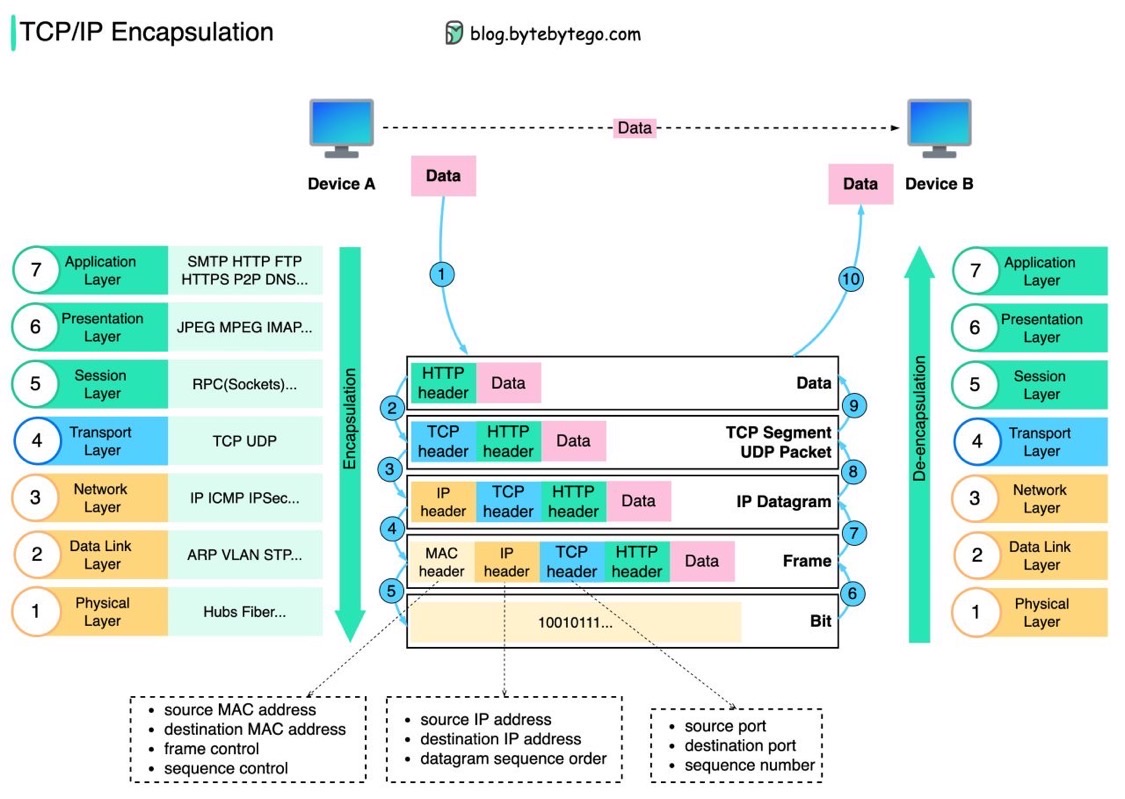 TCP/IP Encapsulation
blog.bytebytego.com
Data
Device A
Data
Data
Device B
7
Application
Layer
SMTP HTTP FTP
HTTPS P2P DNS...
6
Presentation
Layer
JPEG MPEG IMAP...
5
Session
Layer
RPC(Sockets)...
4
Transport
Layer
TCP UDP
3
Network
Layer
IP ICMP IPSec...
2
Data Link
Layer
ARP VLAN STP...
1
Physical
Layer
Hubs Fiber...
Encapsulation
1
10
HTTP
header
Data
Data
2
9
TCP
header
HTTP
header
Data
TCP Segment
UDP Packet
3
8
IP
header
TCP
header
HTTP
header
Data
IP Datagram
4
7
MAC
header
IP
header
TCP
header
HTTP
header
Data
Frame
5
6
10010111...
Bit
De-encapsulation
7
Application
Layer
6
Presentation
Layer
5
Session
Layer
4
Transport
Layer
3
Network
Layer
2
Data Link
Layer
1
Physical
Layer
• source MAC address
• destination MAC address
• frame control
• sequence control
• source IP address
• destination IP address
• datagram sequence order
• source port
• destination port
• sequence number